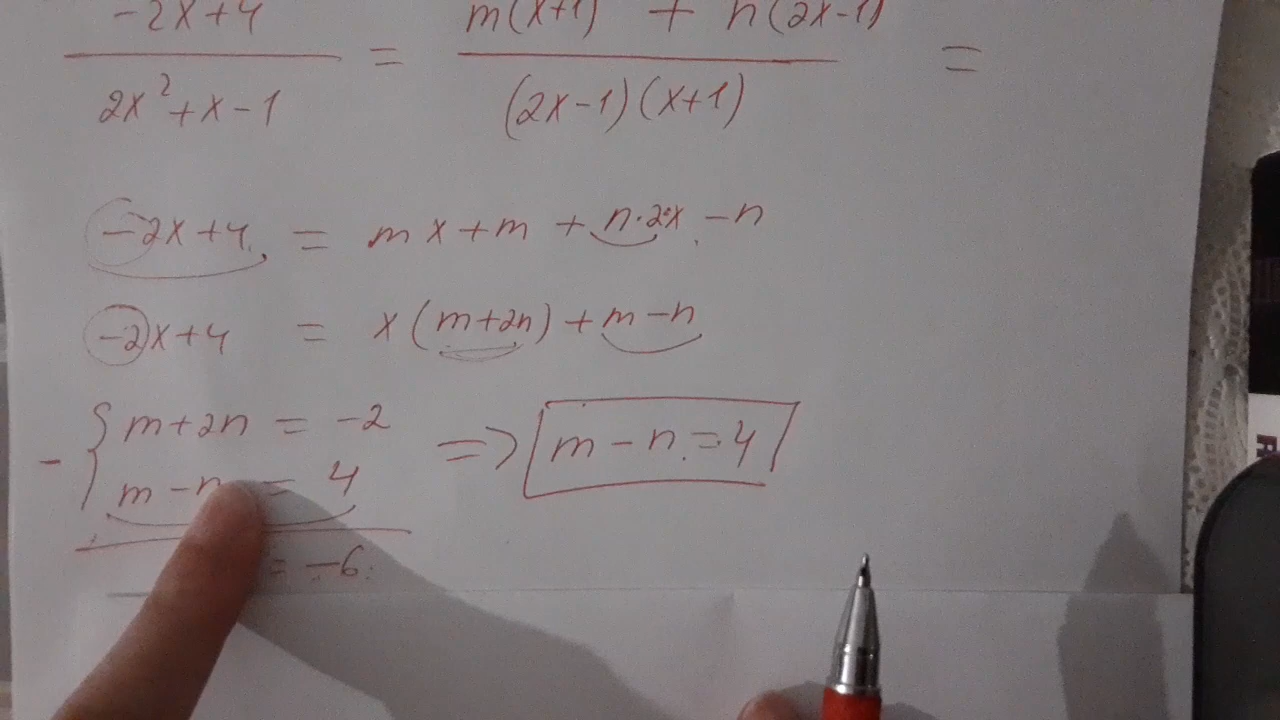 -2x+4 = m(x+1) + n(2x-1) =
2x²+x-1 (2x-1)(x+1)
-2x+4 = mx+m + n·2·x - n
-2x+4 = x(m+2n)+m-n
m+2n = -2 => m-n=4
- m-n = 4
= -6